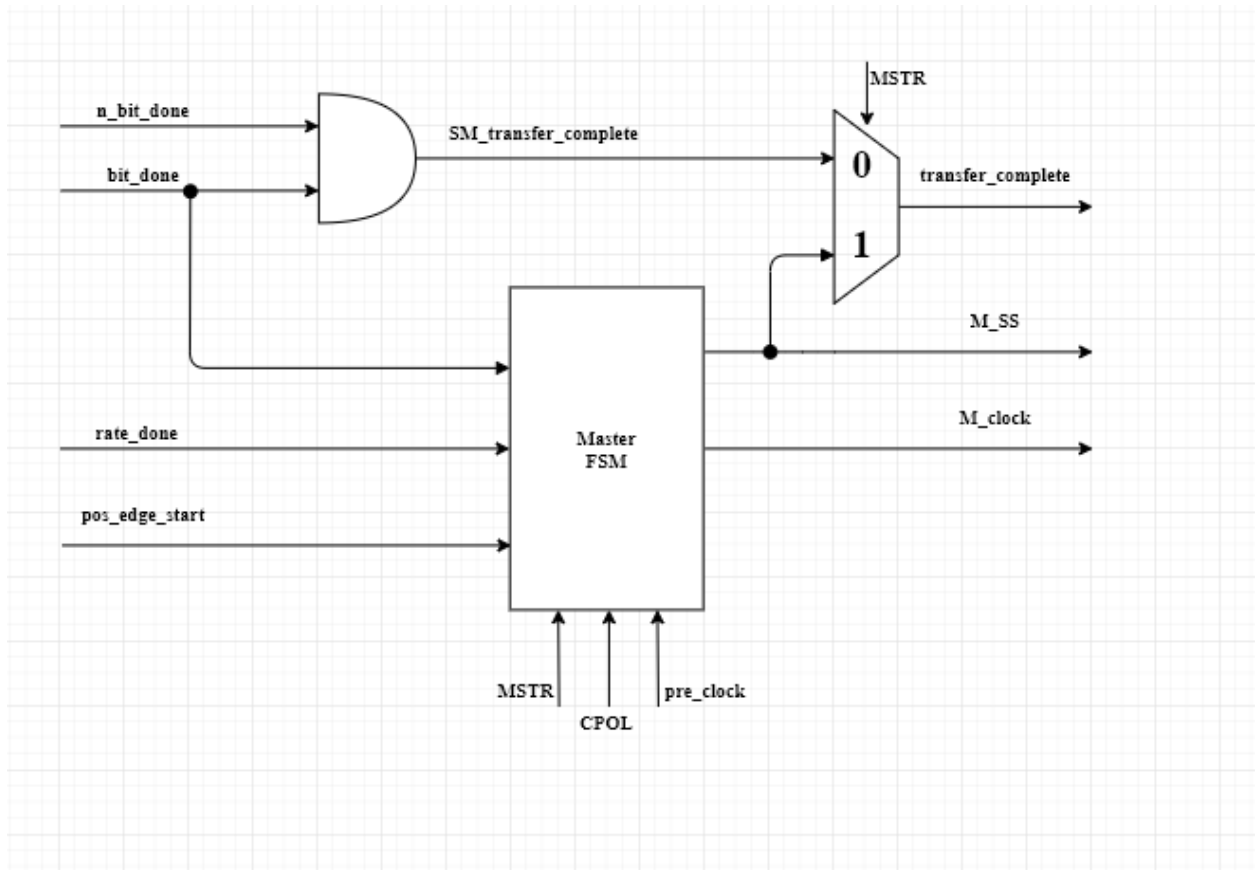 MSTR
n_bit_done
SM_transfer_complete
0
bit_done
transfer_complete
1
M_SS
M_clock
rate_done
Master
FSM
pos_edge_start
MSTR
pre_clock
CPOL